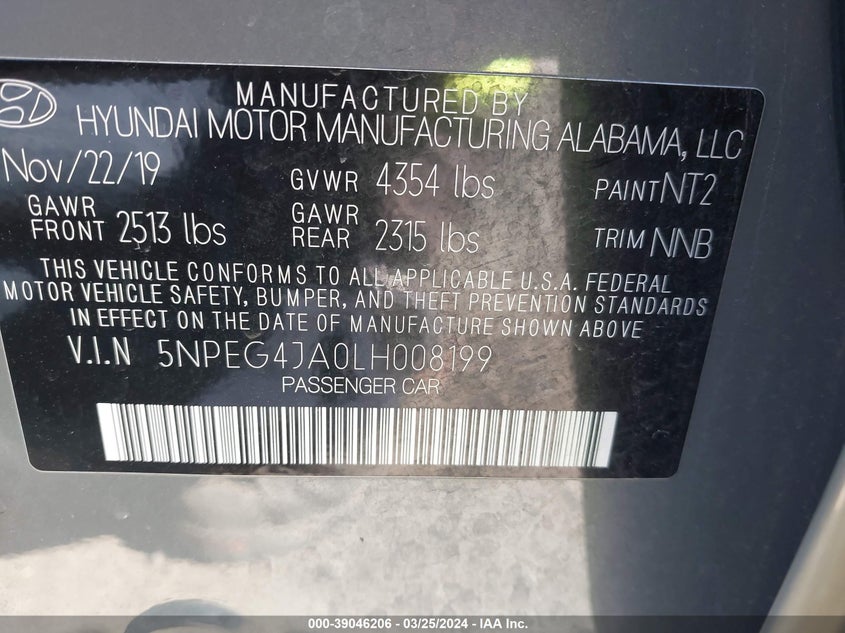 MANUFACTURED BY
HYUNDAI MOTOR MANUFACTURING ALABAMA, LLC
Nov/22/19 GVWR 4354 lbs PAINT NT2
GAWR FRONT 2513 lbs GAWR REAR 2315 lbs TRIM NNB
THIS VEHICLE CONFORMS TO ALL APPLICABLE U.S.A. FEDERAL
MOTOR VEHICLE SAFETY, BUMPER, AND THEFT PREVENTION STANDARDS
IN EFFECT ON THE DATE OF MANUFACTURE SHOWN ABOVE.
V.I.N 5NPEG4JA0LH008199
PASSENGER CAR
000-39046206 - 03/25/2024 - IAA Inc.